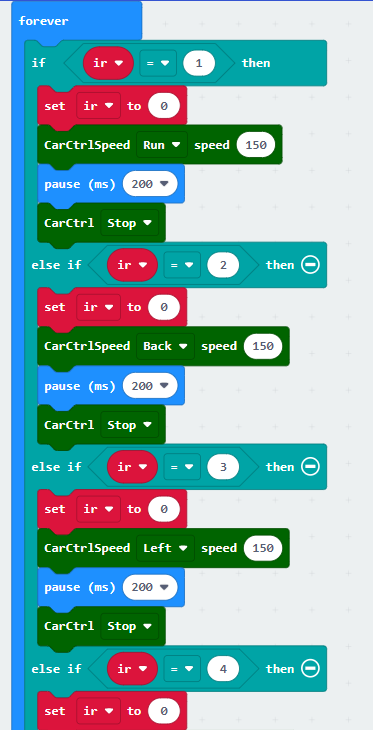 forever
if ir = 1 then
set ir to 0
CarCtrlSpeed Run speed 150
pause (ms) 200
CarCtrl Stop
else if ir = 2 then
set ir to 0
CarCtrlSpeed Back speed 150
pause (ms) 200
CarCtrl Stop
else if ir = 3 then
set ir to 0
CarCtrlSpeed Left speed 150
pause (ms) 200
CarCtrl Stop
else if ir = 4 then
set ir to 0